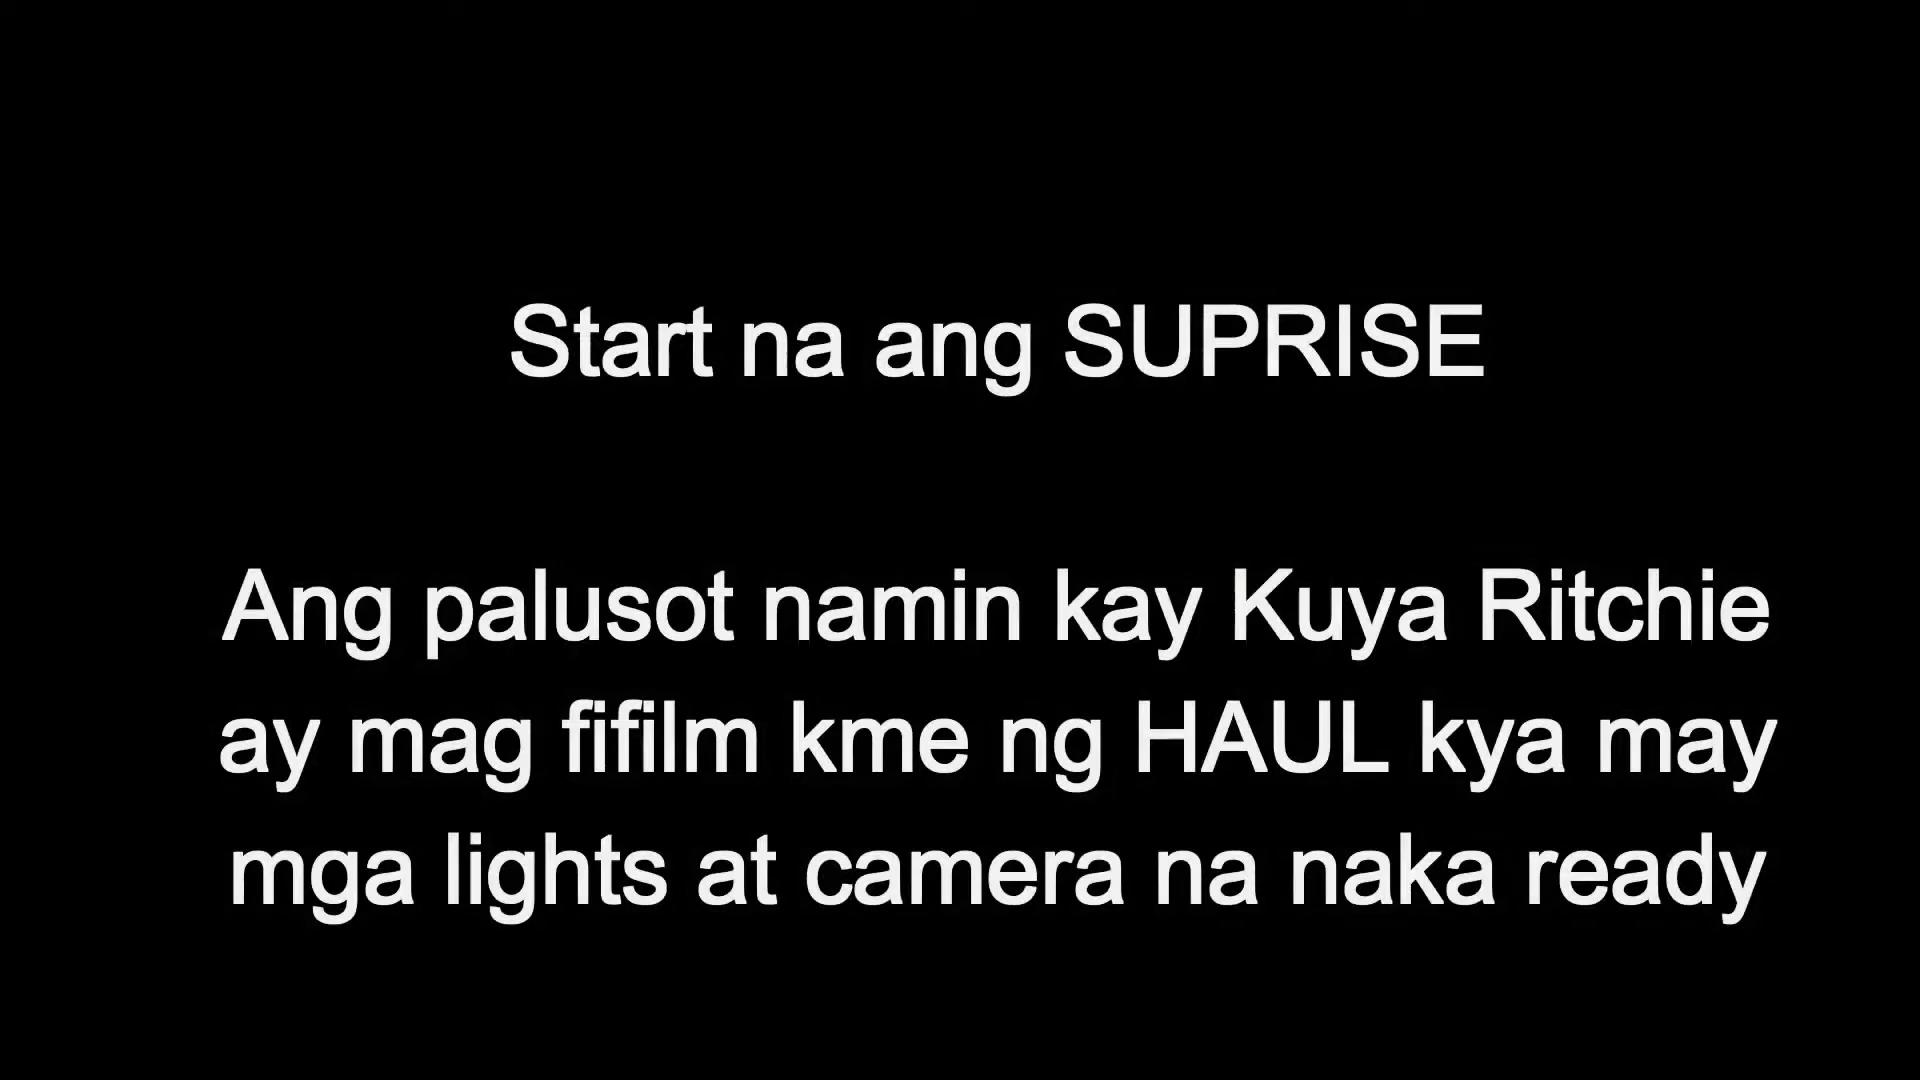 Start na ang SUPRISE
Ang palusot namin kay Kuya Ritchie
ay mag fifilm kme ng HAUL kya may
mga lights at camera na naka ready